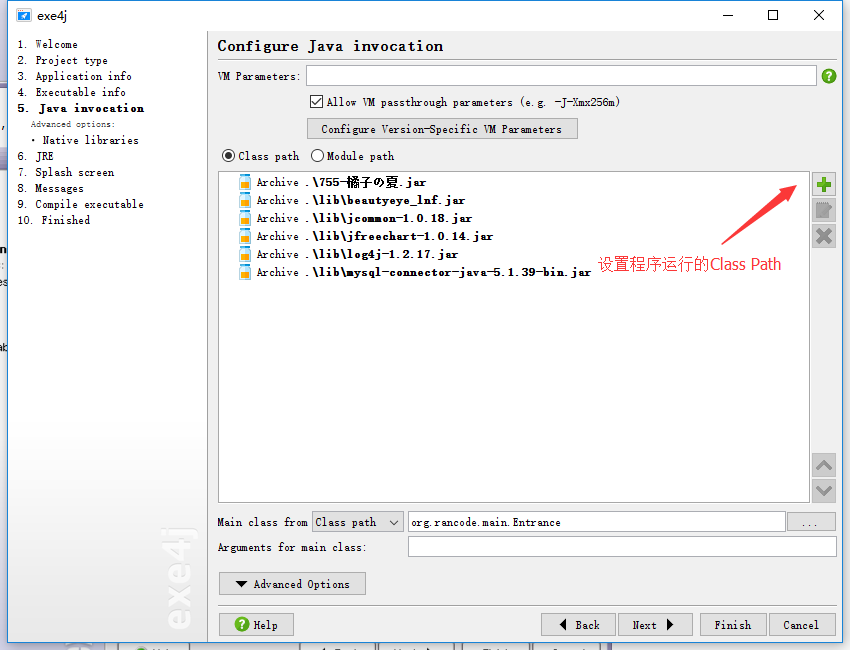 exe4j
1. Welcome
2. Project type
3. Application info
4. Executable info
5. Java invocation
Advanced options:
• Native libraries
6. JRE
7. Splash screen
8. Messages
9. Compile executable
10. Finished
exe4j
Configure Java invocation
VM Parameters:
Allow VM passthrough parameters (e.g. -J-Xmx256m)
Configure Version-Specific VM Parameters
Class path Module path
Archive .\755-橘子の夏.jar
Archive .\lib\beautyeye_lnf.jar
Archive .\lib\jcommon-1.0.18.jar
Archive .\lib\jfreechart-1.0.14.jar
Archive .\lib\log4j-1.2.17.jar
Archive .\lib\mysql-connector-java-5.1.39-bin.jar
设置程序运行的Class Path
Main class from Class path org.rancode.main.Entrance ...
Arguments for main class:
Advanced Options
Help Back Next Finish Cancel